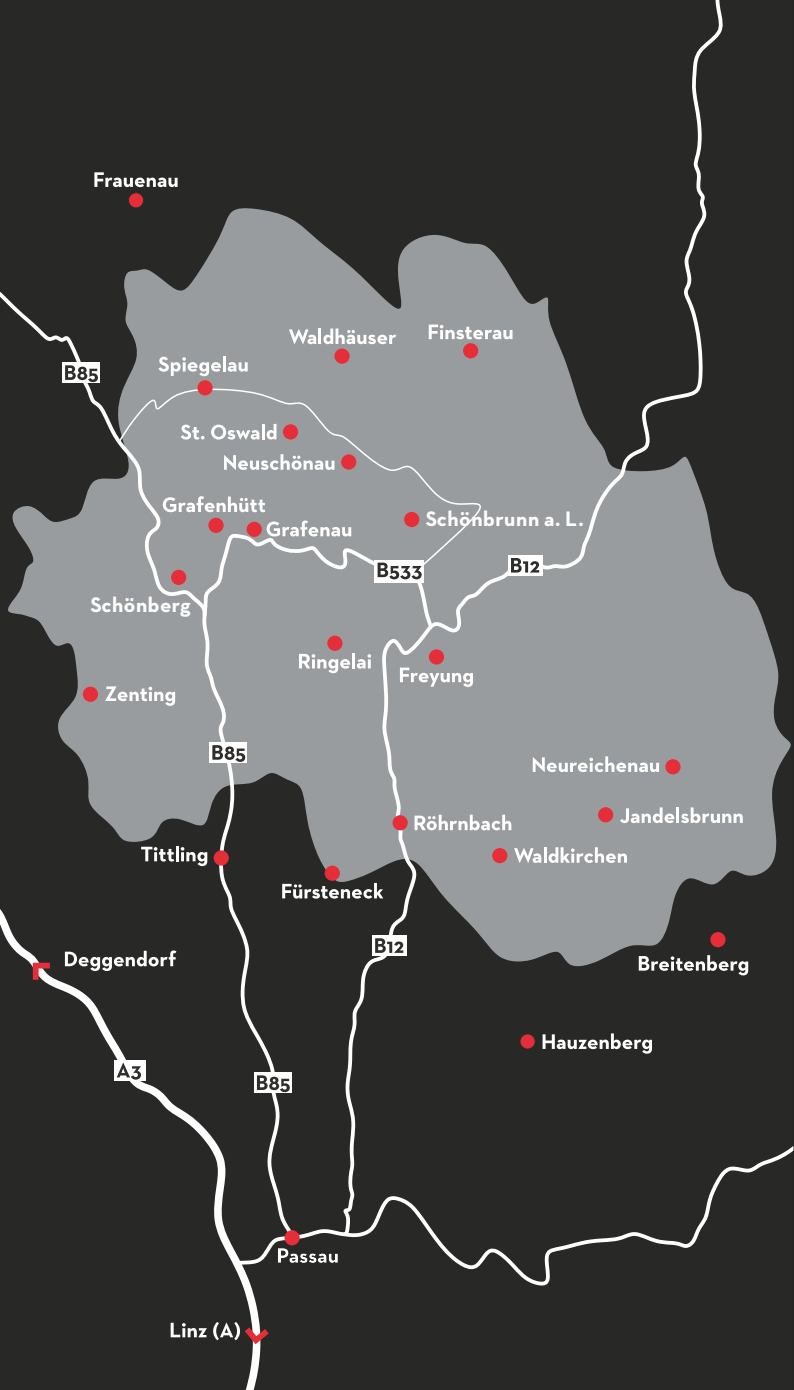 Frauenau
Finsterau
Waldhäuser
Spiegelau
B85
St. Oswald
Neuschönau
Grafenhütt
Schönbrunn a. L.
Grafenau
B12
B533
Schönberg
Ringelai
Freyung
Zenting
B85
Neureichenau
Jandelsbrunn
Röhrnbach
Tittling
Waldkirchen
Fürsteneck
B12
Deggendorf
Breitenberg
Hauzenberg
A3
B85
Passau
Linz (A)